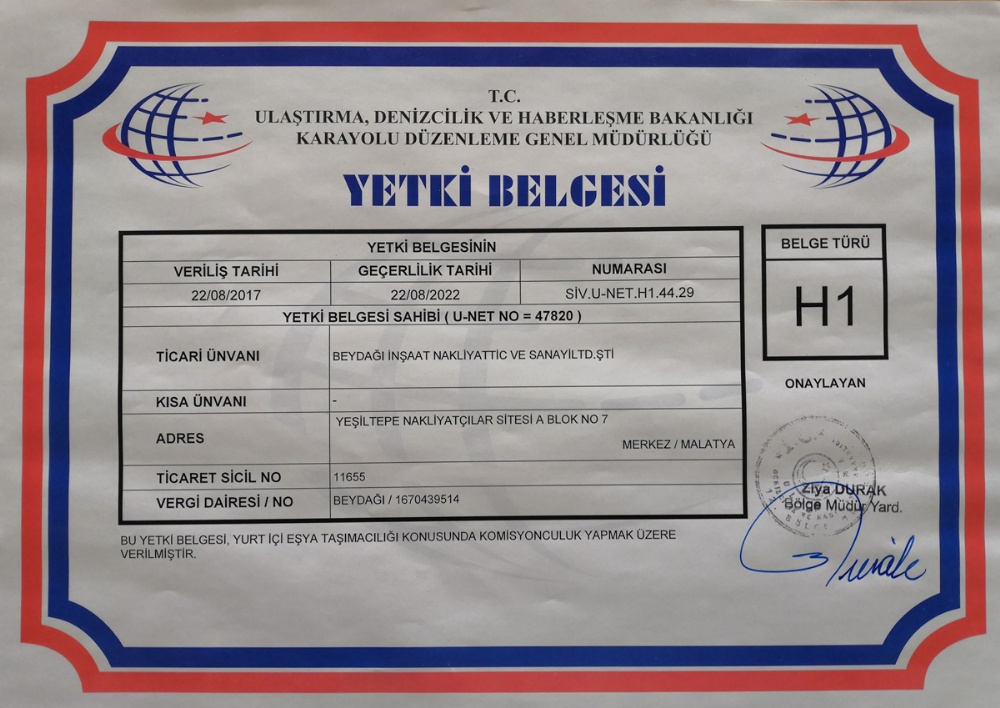 T.C.
ULAŞTIRMA, DENİZCİLİK VE HABERLEŞME BAKANLIĞI
KARAYOLU DÜZENLEME GENEL MÜDÜRLÜĞÜ
YETKİ BELGESİ
YETKİ BELGESİNİN
VERİLİŞ TARİHİ GEÇERLİLİK TARİHİ NUMARASI
22/08/2017 22/08/2022 SİV.U-NET.H1.44.29
YETKİ BELGESİ SAHİBİ ( U-NET NO = 47820 )
TİCARİ ÜNVANI BEYDAĞI İNŞAAT NAKLİYATTİC VE SANAYİLTD.ŞTİ
KISA ÜNVANI -
ADRES YEŞİLTEPE NAKLİYATÇILAR SİTESİ A BLOK NO 7
MERKEZ / MALATYA
TİCARET SİCİL NO 11655
VERGİ DAİRESİ / NO BEYDAĞI / 1670439514
BU YETKİ BELGESİ, YURT İÇİ EŞYA TAŞIMACILIĞI KONUSUNDA KOMİSYONCULUK YAPMAK ÜZERE
VERİLMİŞTİR.
BELGE TÜRÜ
H1
ONAYLAYAN
Ziya DURAK
Bölge Müdür Yard.